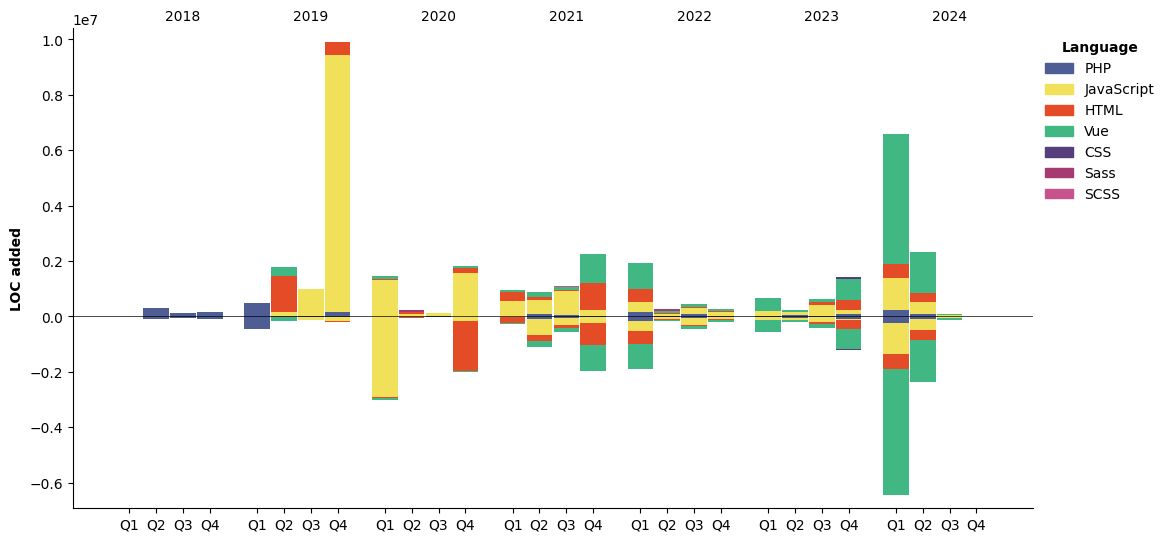 1e7
2018 2019 2020 2021 2022 2023 2024
Language
PHP
JavaScript
HTML
Vue
CSS
Sass
SCSS
LOC added
1.0
0.8
0.6
0.4
0.2
0.0
−0.2
−0.4
−0.6
Q1 Q2 Q3 Q4 Q1 Q2 Q3 Q4 Q1 Q2 Q3 Q4 Q1 Q2 Q3 Q4 Q1 Q2 Q3 Q4 Q1 Q2 Q3 Q4 Q1 Q2 Q3 Q4